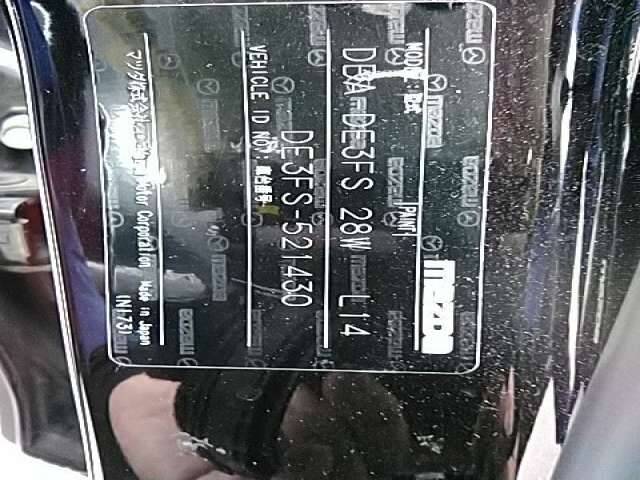 mazda
MODEL:型式 PAINT:
DBA-DE3FS 28W L14
VEHICLE ID NO.:車台番号
DE3FS-521430
マツダ株式会社 Mazda Motor Corporation Made in Japan